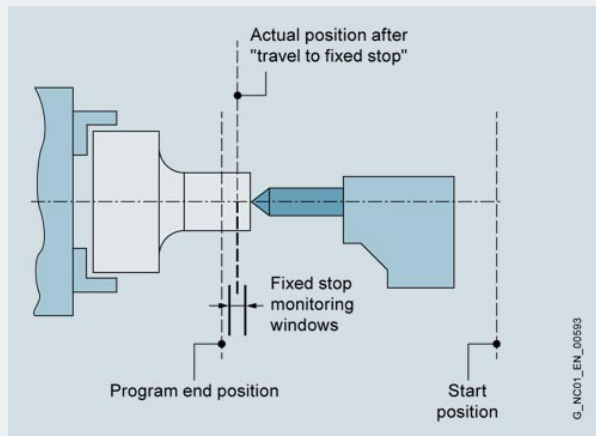 Actual position after
"travel to fixed stop"
Fixed stop
monitoring
windows
Program end position
Start
position
G_NC01_EN_00593